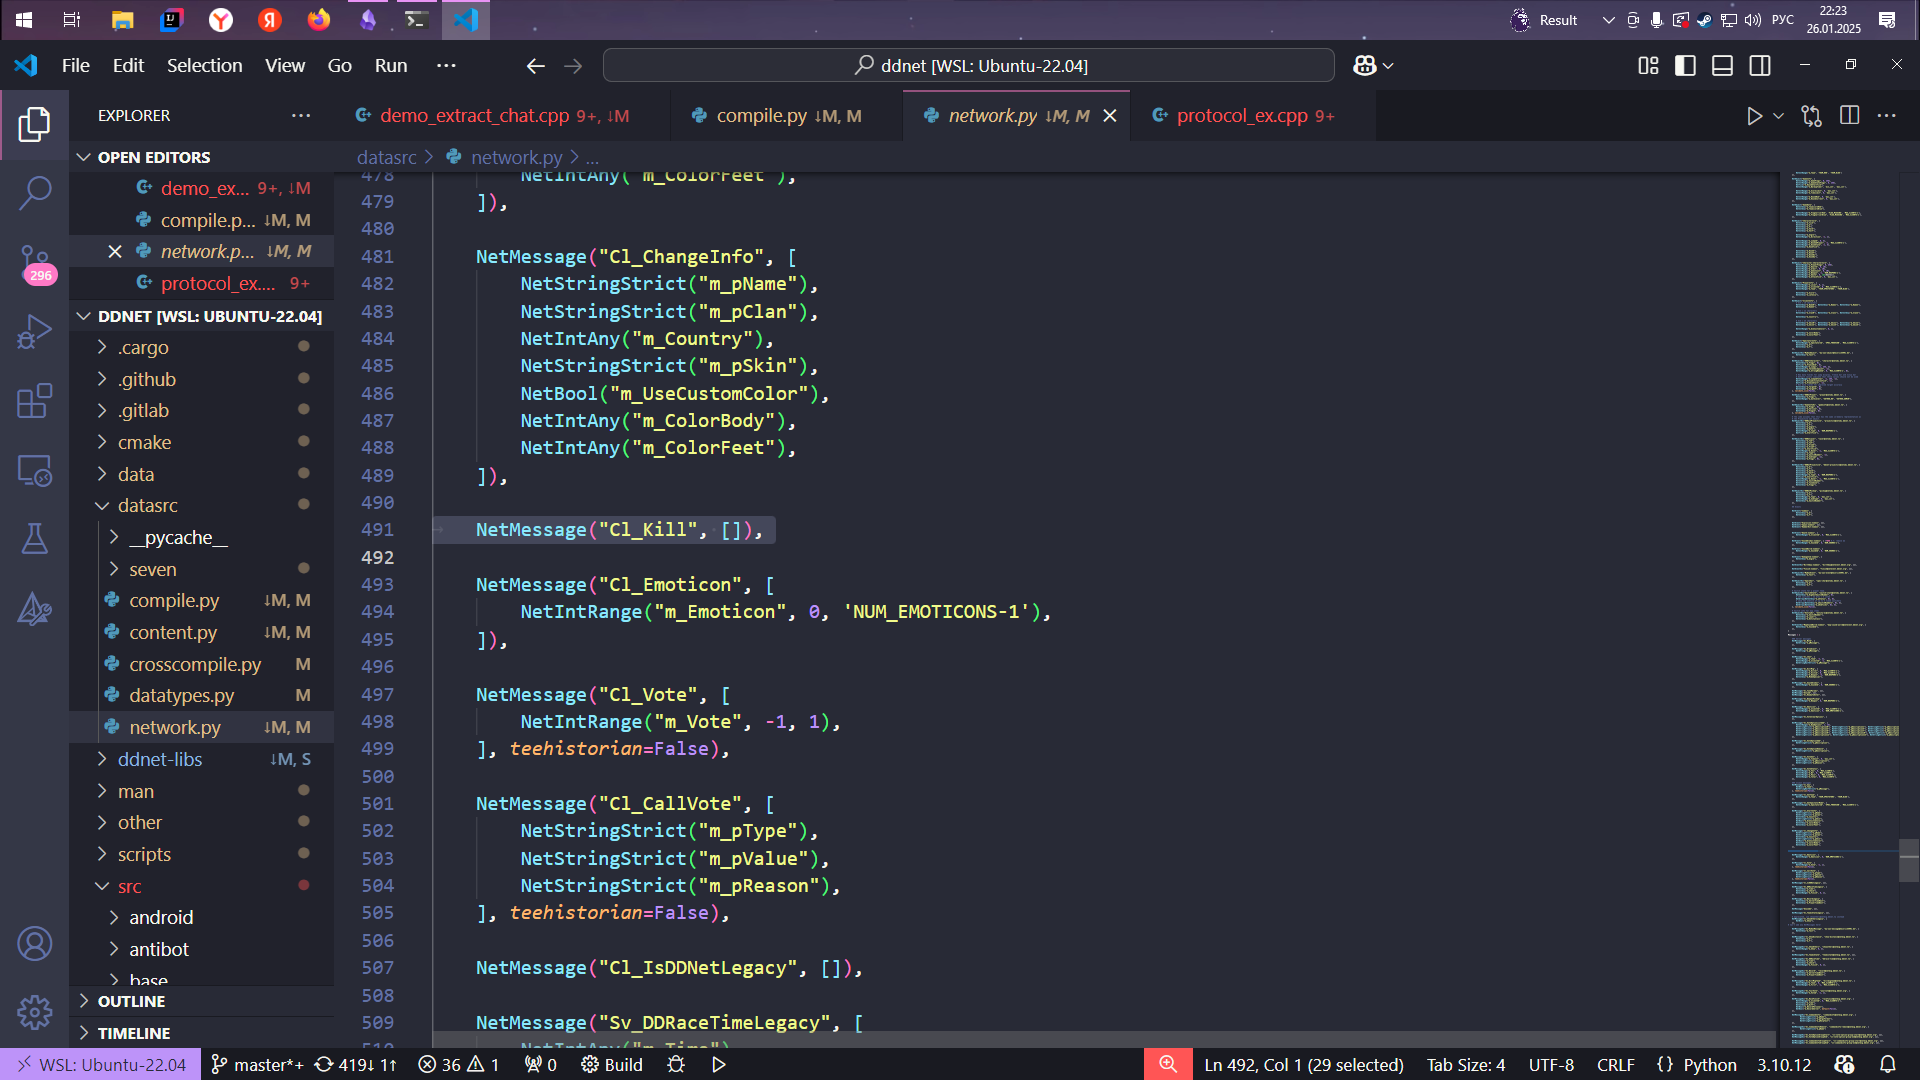 Result
РУС
22:23
26.01.2025
File Edit Selection View Go Run ...
ddnet [WSL: Ubuntu-22.04]
EXPLORER
demo_extract_chat.cpp 9+, ↓M
compile.py ↓M, M
network.py ↓M, M
protocol_ex.cpp 9+
OPEN EDITORS
demo_ex... 9+, ↓M
compile.p... ↓M, M
network.p... ↓M, M
protocol_ex.... 9+
296
DDNET [WSL: UBUNTU-22.04]
.cargo
.github
.gitlab
cmake
data
datasrc
__pycache__
seven
compile.py ↓M, M
content.py ↓M, M
crosscompile.py M
datatypes.py M
network.py ↓M, M
ddnet-libs ↓M, S
man
other
scripts
src
android
antibot
base
OUTLINE
TIMELINE
datasrc > network.py > ...
478 NetIntAny("m_ColorFeet"),
479 ]),
480
481 NetMessage("Cl_ChangeInfo", [
482 NetStringStrict("m_pName"),
483 NetStringStrict("m_pClan"),
484 NetIntAny("m_Country"),
485 NetStringStrict("m_pSkin"),
486 NetBool("m_UseCustomColor"),
487 NetIntAny("m_ColorBody"),
488 NetIntAny("m_ColorFeet"),
489 ]),
490
491 NetMessage("Cl_Kill", []),
492
493 NetMessage("Cl_Emoticon", [
494 NetIntRange("m_Emoticon", 0, 'NUM_EMOTICONS-1'),
495 ]),
496
497 NetMessage("Cl_Vote", [
498 NetIntRange("m_Vote", -1, 1),
499 ], teehistorian=False),
500
501 NetMessage("Cl_CallVote", [
502 NetStringStrict("m_pType"),
503 NetStringStrict("m_pValue"),
504 NetStringStrict("m_pReason"),
505 ], teehistorian=False),
506
507 NetMessage("Cl_IsDDNetLegacy", []),
508
509 NetMessage("Sv_DDRaceTimeLegacy", [
510 NetIntAny("m_Time"),
WSL: Ubuntu-22.04 master*+ 419↓ 1↑ 36 1 0 Build
Ln 492, Col 1 (29 selected) Tab Size: 4 UTF-8 CRLF {} Python 3.10.12